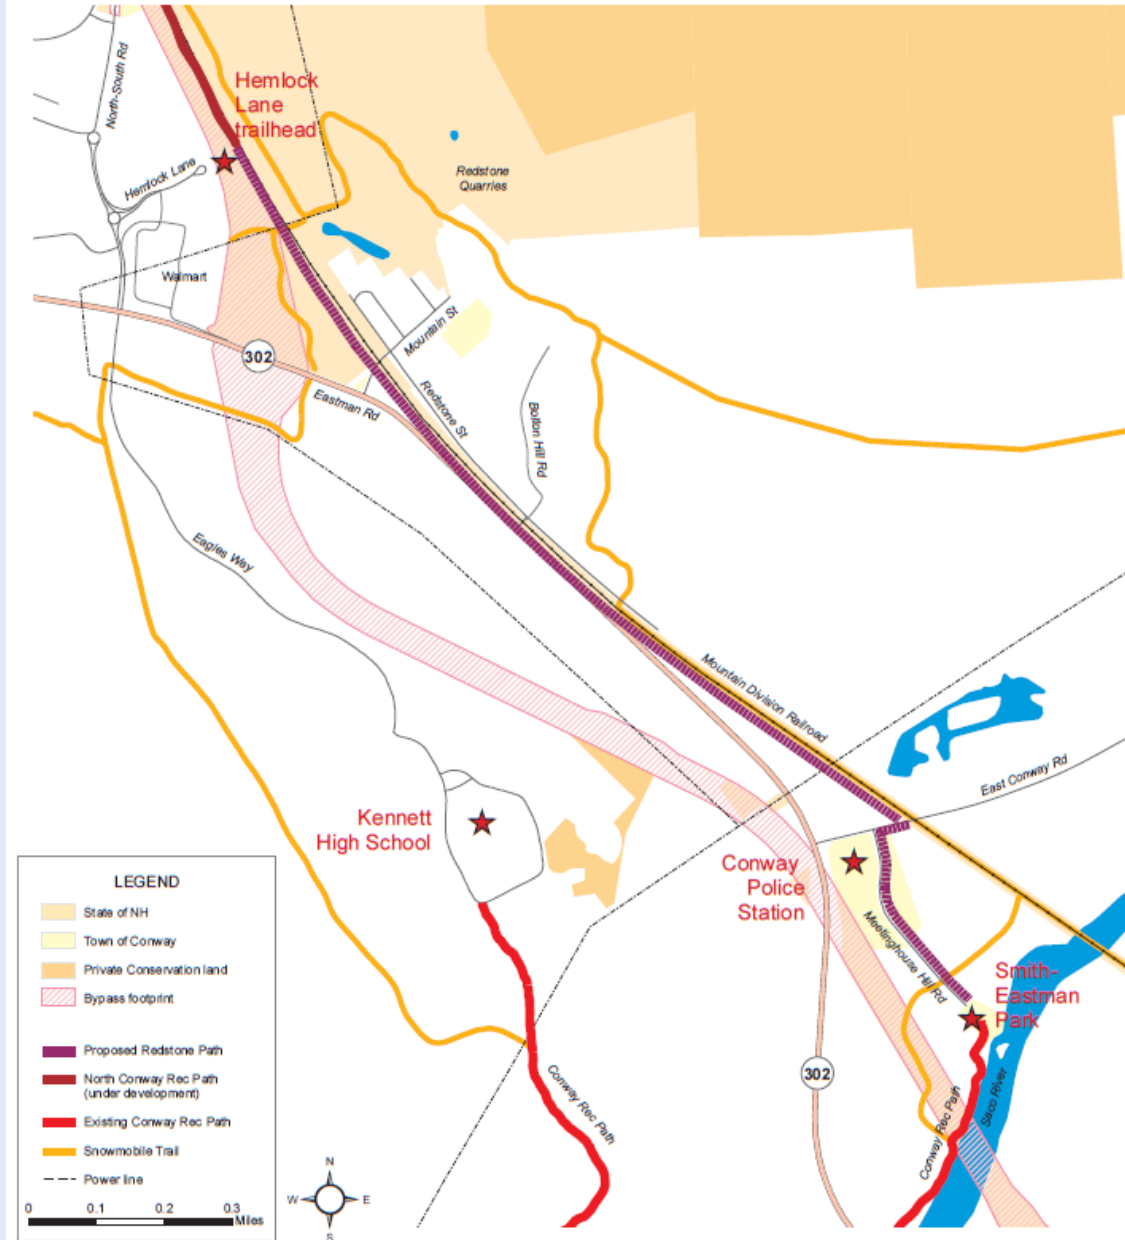 North-South Rd
Hemlock
Lane
trailhead
Hemlock Lane
Redstone
Quarries
Walmart
302
Mountain St
Eastman Rd
Redstone St
Bolton Hill Rd
Eagles Way
Mountain Division Railroad
East Conway Rd
Kennett
High School
Conway
Police
Station
Meetinghouse Hill Rd
Smith-
Eastman
Park
302
Conway Rec Path
Conway Rec Path
Saco River
LEGEND
State of NH
Town of Conway
Private Conservation land
Bypass footprint
Proposed Redstone Path
North Conway Rec Path
(under development)
Existing Conway Rec Path
Snowmobile Trail
Power line
0 0.1 0.2 0.3
Miles
N
W E
S